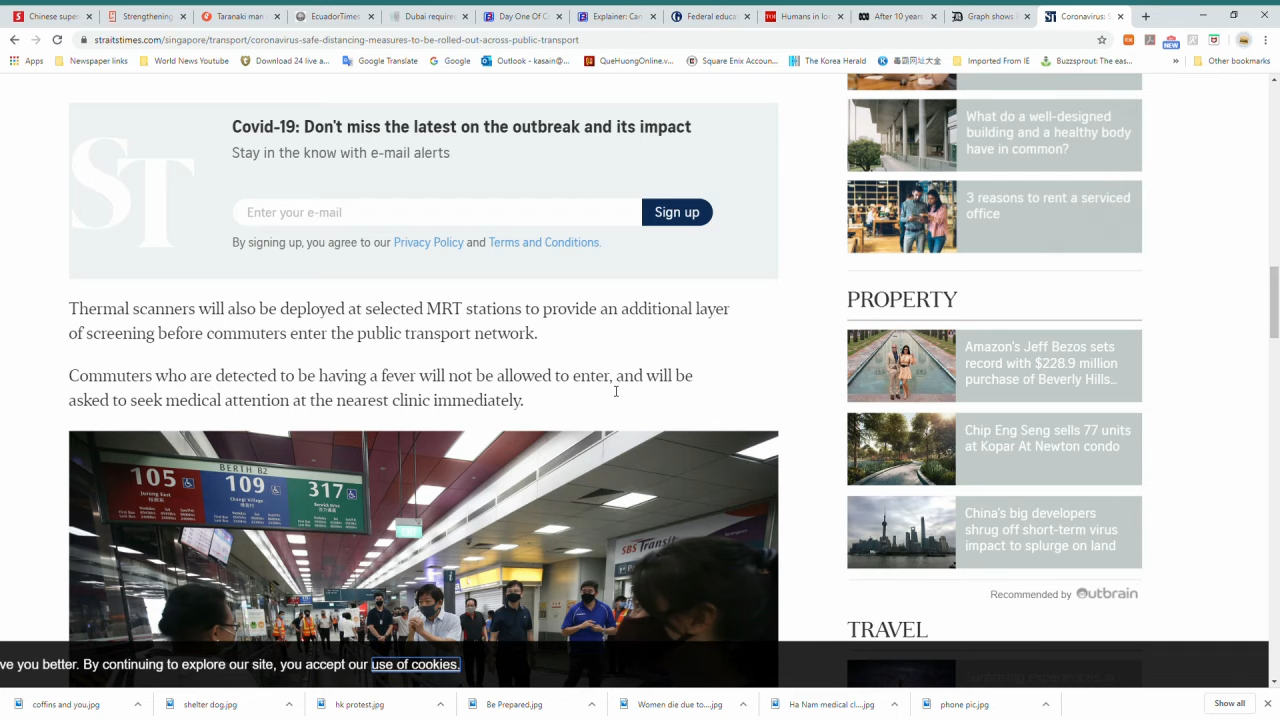 Chinese supe
Strengthening
Taranaki man
EcuadorTimes
Dubai require
Day One Of C
Explainer: Can
Federal educa
Humans in lo
After 10 years
Graph shows
Coronavirus: S
straitstimes.com/singapore/transport/coronavirus-safe-distancing-measures-to-be-rolled-out-across-public-transport
NEW
Apps
Newspaper links
World News Youtube
Download 24 live a...
Google Translate
Google
Outlook - kasain@...
QueHuongOnline.v...
Square Enix Accoun...
The Korea Herald
Imported From IE
Buzzsprout: The eas...
Other bookmarks
ST
Covid-19: Don't miss the latest on the outbreak and its impact
Stay in the know with e-mail alerts
Enter your e-mail
Sign up
By signing up, you agree to our Privacy Policy and Terms and Conditions.
Thermal scanners will also be deployed at selected MRT stations to provide an additional layer
of screening before commuters enter the public transport network.
Commuters who are detected to be having a fever will not be allowed to enter, and will be
asked to seek medical attention at the nearest clinic immediately.
BERTH B2
105
Jurong East
109
Changi Village
317
Berwick Drive
SBS Transit
What do a well-designed
building and a healthy body
have in common?
3 reasons to rent a serviced
office
PROPERTY
Amazon's Jeff Bezos sets
record with $228.9 million
purchase of Beverly Hills...
Chip Eng Seng sells 77 units
at Kopar At Newton condo
China's big developers
shrug off short-term virus
impact to splurge on land
Recommended by Outbrain
TRAVEL
ve you better. By continuing to explore our site, you accept our use of cookies.
coffins and you.jpg
shelter dog.jpg
hk protest.jpg
Be Prepared.jpg
Women die due to....jpg
Ha Nam medical cl....jpg
phone pic.jpg
Show all